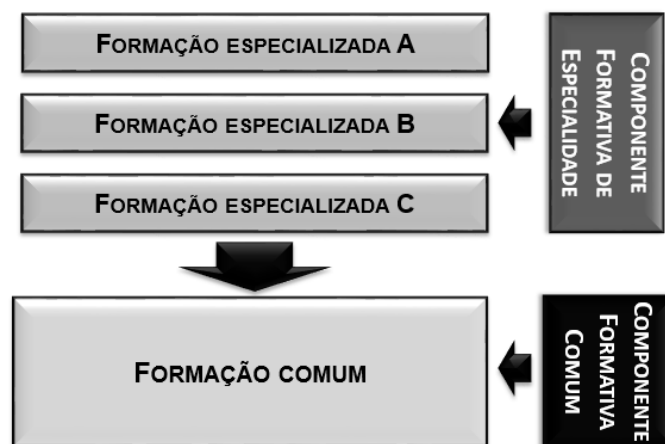 FORMAÇÃO ESPECIALIZADA A
FORMAÇÃO ESPECIALIZADA B
FORMAÇÃO ESPECIALIZADA C
COMPONENTE
FORMATIVA DE
ESPECIALIDADE
FORMAÇÃO COMUM
COMPONENTE
FORMATIVA
COMUM